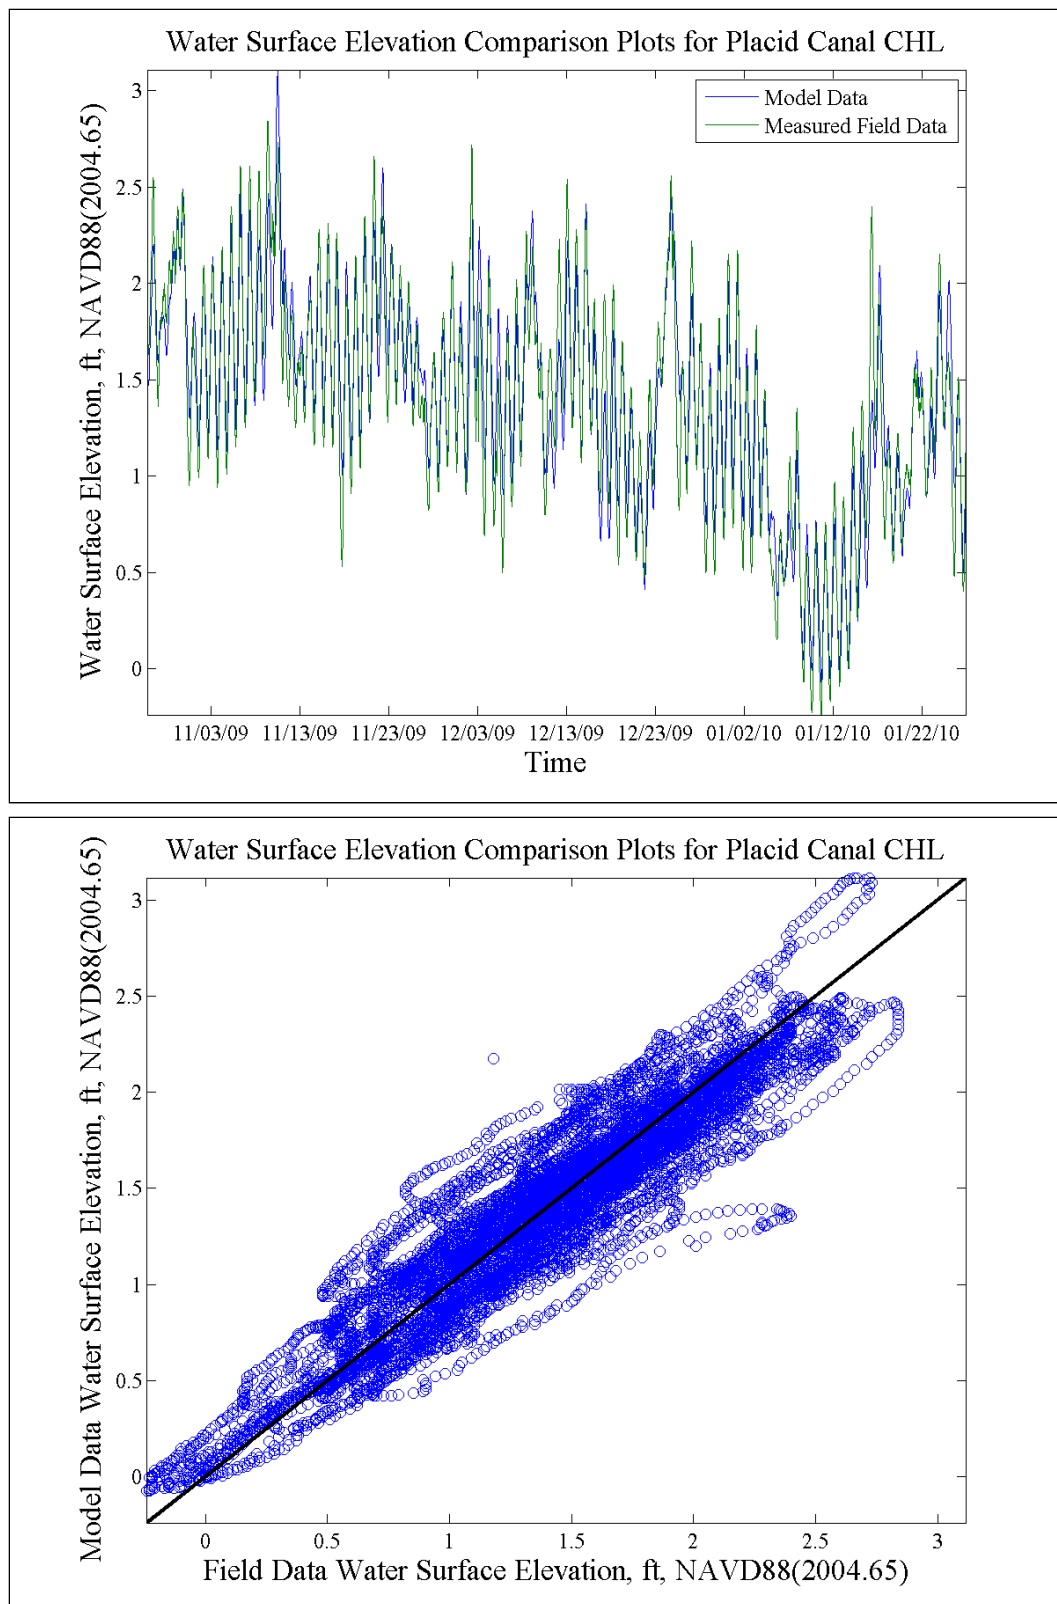 Water Surface Elevation Comparison Plots for Placid Canal CHL
Water Surface Elevation, ft, NAVD88(2004.65)
3
2.5
2
1.5
1
0.5
0
Model Data
Measured Field Data
11/03/09 11/13/09 11/23/09 12/03/09 12/13/09 12/23/09 01/02/10 01/12/10 01/22/10
Time
Water Surface Elevation Comparison Plots for Placid Canal CHL
Model Data Water Surface Elevation, ft, NAVD88(2004.65)
3
2.5
2
1.5
1
0.5
0
0 0.5 1 1.5 2 2.5 3
Field Data Water Surface Elevation, ft, NAVD88(2004.65)